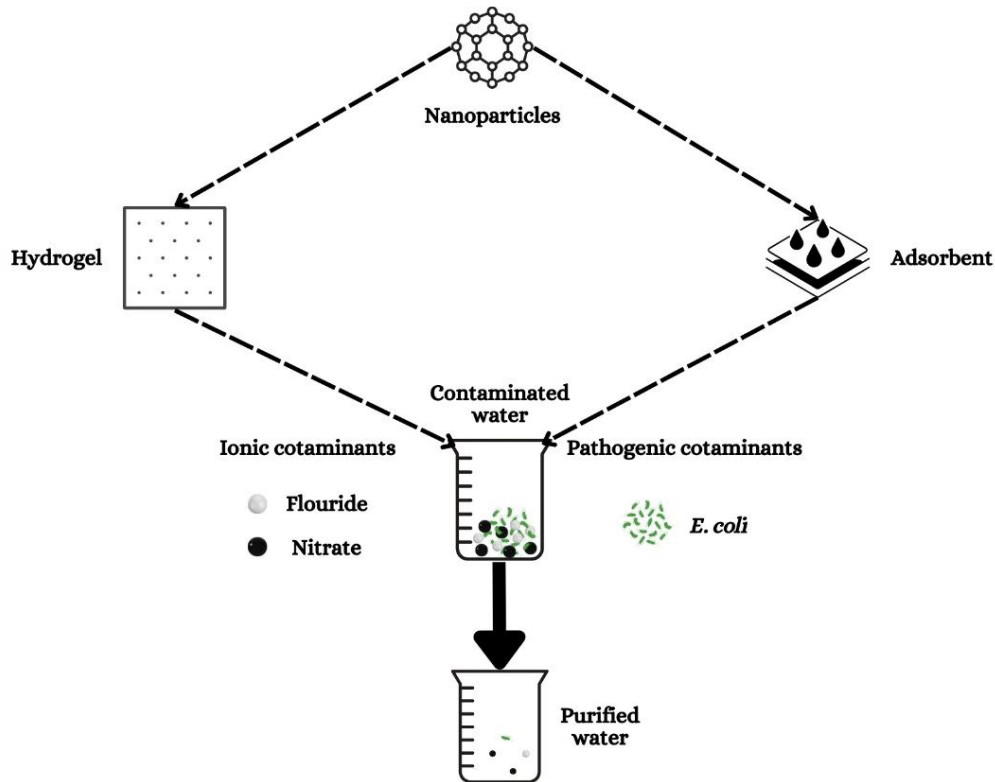 Nanoparticles
Hydrogel
Adsorbent
Contaminated
water
Ionic cotaminants
Pathogenic cotaminants
Flouride
Nitrate
E. coli
Purified
water